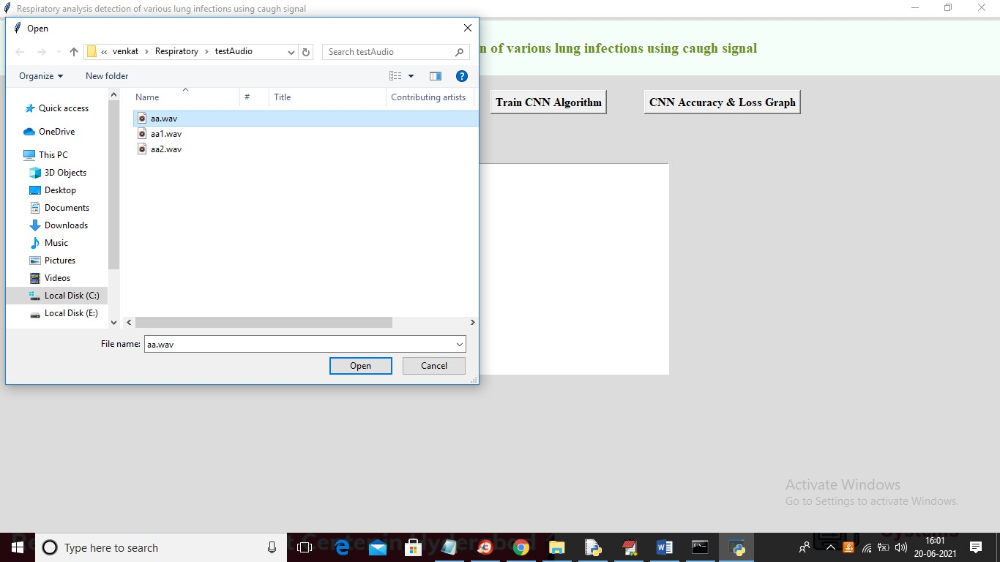 Respiratory analysis detection of various lung infections using caugh signal
Open
« venkat › Respiratory › testAudio
Search testAudio
n of various lung infections using caugh signal
Organize
New folder
?
Name
#
Title
Contributing artists
Train CNN Algorithm
CNN Accuracy & Loss Graph
Quick access
OneDrive
This PC
3D Objects
Desktop
Documents
Downloads
Music
Pictures
Videos
Local Disk (C:)
Local Disk (E:)
aa.wav
aa1.wav
aa2.wav
File name: aa.wav
Open
Cancel
Activate Windows
Go to Settings to activate Windows.
Type here to search
16:01
20-06-2021